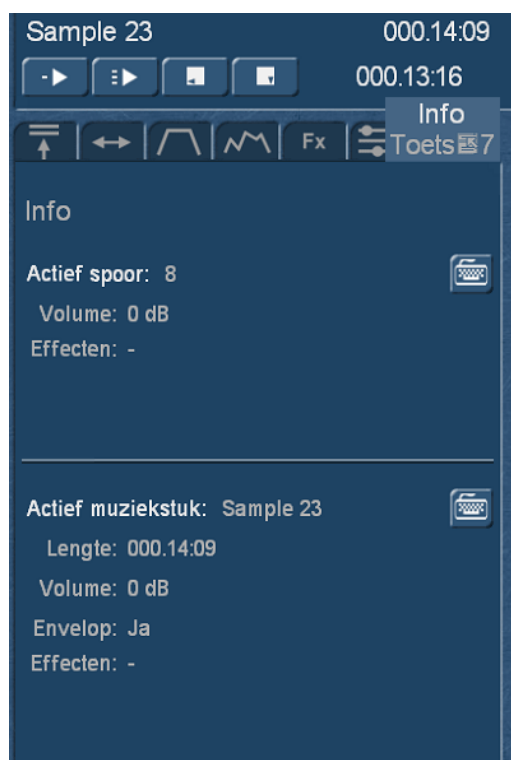 Sample 23 000.14:09
000.13:16
Info
Toets 7
Fx
Info
Actief spoor: 8
Volume: 0 dB
Effecten: -
Actief muziekstuk: Sample 23
Lengte: 000.14:09
Volume: 0 dB
Envelop: Ja
Effecten: -